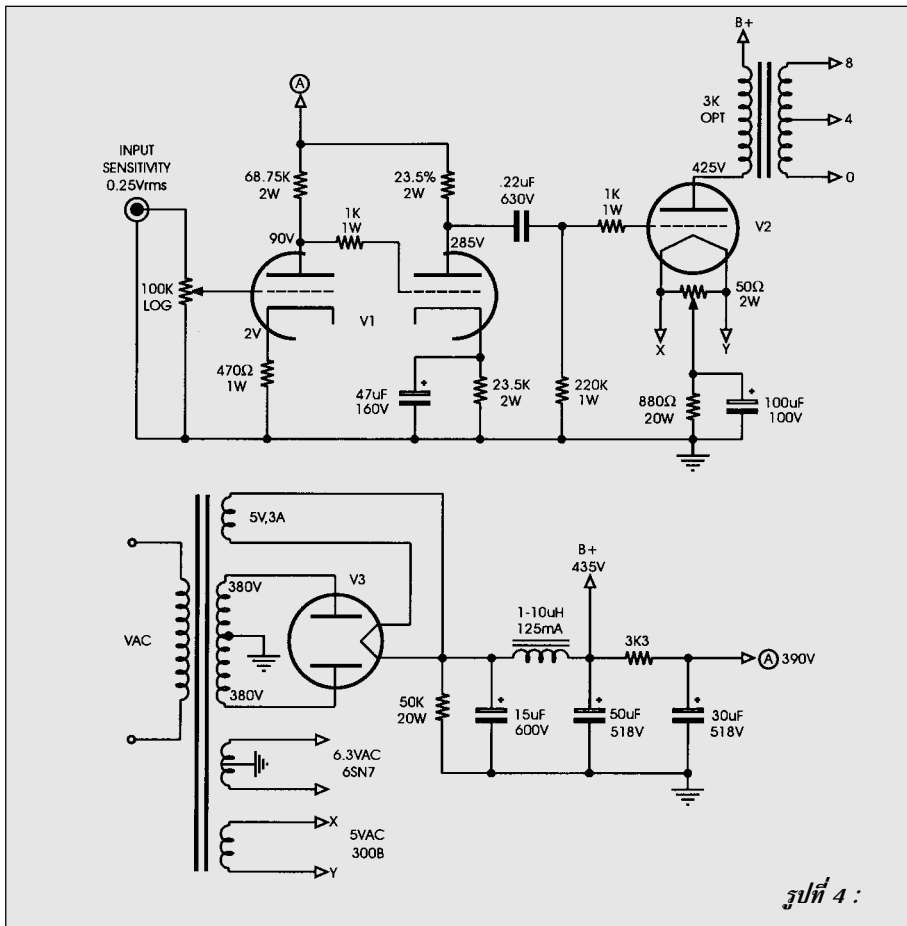 B+
8
3K
OPT
4
0
425V
A
INPUT
SENSITIVITY
0.25Vrms
68.75K
2W
23.5%
2W
.22uF
630V
1K
1W
1K
1W
90V
285V
V2
100K
LOG
50Ω
2W
V1
2V
X
Y
470Ω
1W
47uF
160V
+
23.5K
2W
220K
1W
880Ω
20W
+
100uF
100V
5V,3A
380V
V3
B+
435V
VAC
1-10uH
125mA
3K3
A 390V
380V
50K
20W
+
15uF
600V
+
50uF
518V
+
30uF
518V
6.3VAC
6SN7
X
5VAC
300B
Y
รูปที่ 4 :